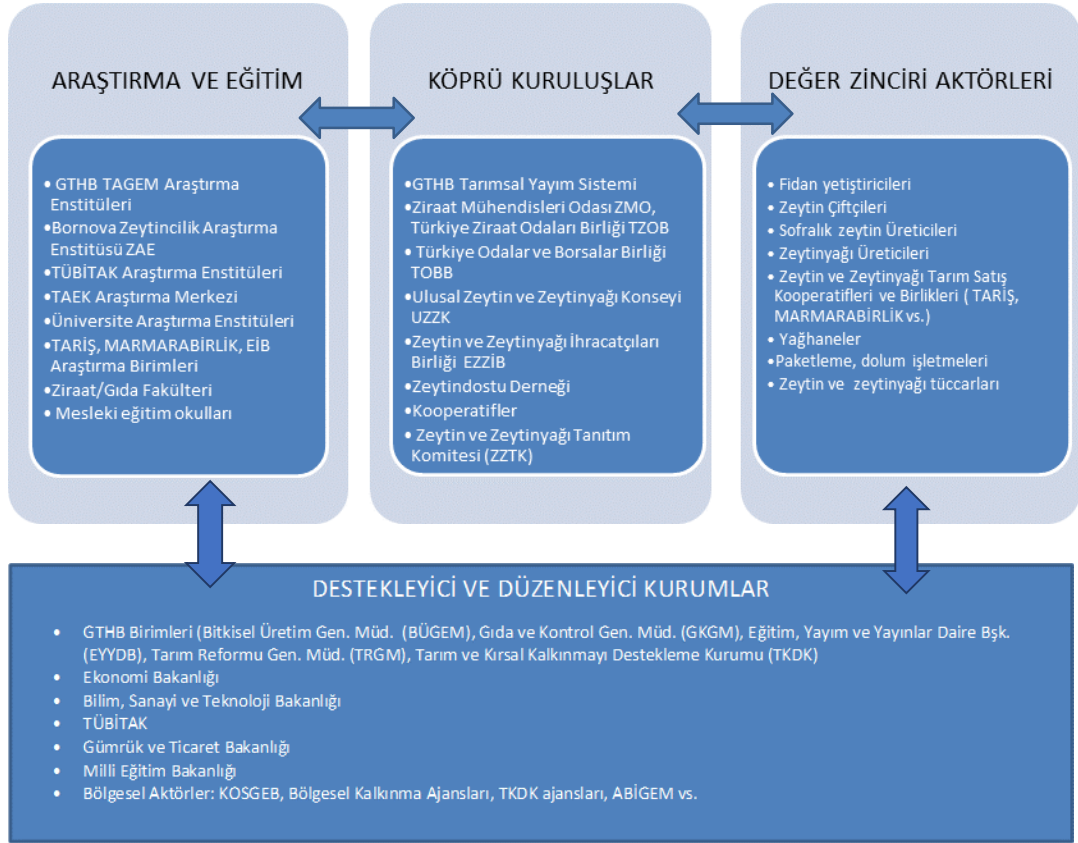 ARAŞTIRMA VE EĞİTİM
• GTHB TAGEM Araştırma
Enstitüleri
•Bornova Zeytincilik Araştırma
Enstitüsü ZAE
•TÜBİTAK Araştırma Enstitüleri
•TAEK Araştırma Merkezi
•Üniversite Araştırma Enstitüleri
•TARİŞ, MARMARABİRLİK, EİB
Araştırma Birimleri
•Ziraat/Gıda Fakülteri
• Mesleki eğitim okulları
KÖPRÜ KURULUŞLAR
•GTHB Tarımsal Yayım Sistemi
•Ziraat Mühendisleri Odası ZMO,
Türkiye Ziraat Odaları Birliği TZOB
• Türkiye Odalar ve Borsalar Birliği
TOBB
•Ulusal Zeytin ve Zeytinyağı Konseyi
UZZK
•Zeytin ve Zeytinyağı İhracatçıları
Birliği EZZİB
•Zeytindostu Derneği
•Kooperatifler
• Zeytin ve Zeytinyağı Tanıtım
Komitesi (ZZTK)
DEĞER ZİNCİRİ AKTÖRLERİ
• Fidan yetiştiricileri
• Zeytin Çiftçileri
• Sofralık zeytin Üreticileri
• Zeytinyağı Üreticileri
• Zeytin ve Zeytinyağı Tarım Satış
Kooperatifleri ve Birlikleri ( TARİŞ,
MARMARABİRLİK vs.)
• Yağhaneler
•Paketleme, dolum işletmeleri
• Zeytin ve zeytinyağı tüccarları
DESTEKLEYİCİ VE DÜZENLEYİCİ KURUMLAR
• GTHB Birimleri (Bitkisel Üretim Gen. Müd. (BÜGEM), Gıda ve Kontrol Gen. Müd. (GKGM), Eğitim, Yayım ve Yayınlar Daire Bşk.
(EYYDB), Tarım Reformu Gen. Müd. (TRGM), Tarım ve Kırsal Kalkınmayı Destekleme Kurumu (TKDK)
• Ekonomi Bakanlığı
• Bilim, Sanayi ve Teknoloji Bakanlığı
• TÜBİTAK
• Gümrük ve Ticaret Bakanlığı
• Milli Eğitim Bakanlığı
• Bölgesel Aktörler: KOSGEB, Bölgesel Kalkınma Ajansları, TKDK ajansları, ABİGEM vs.